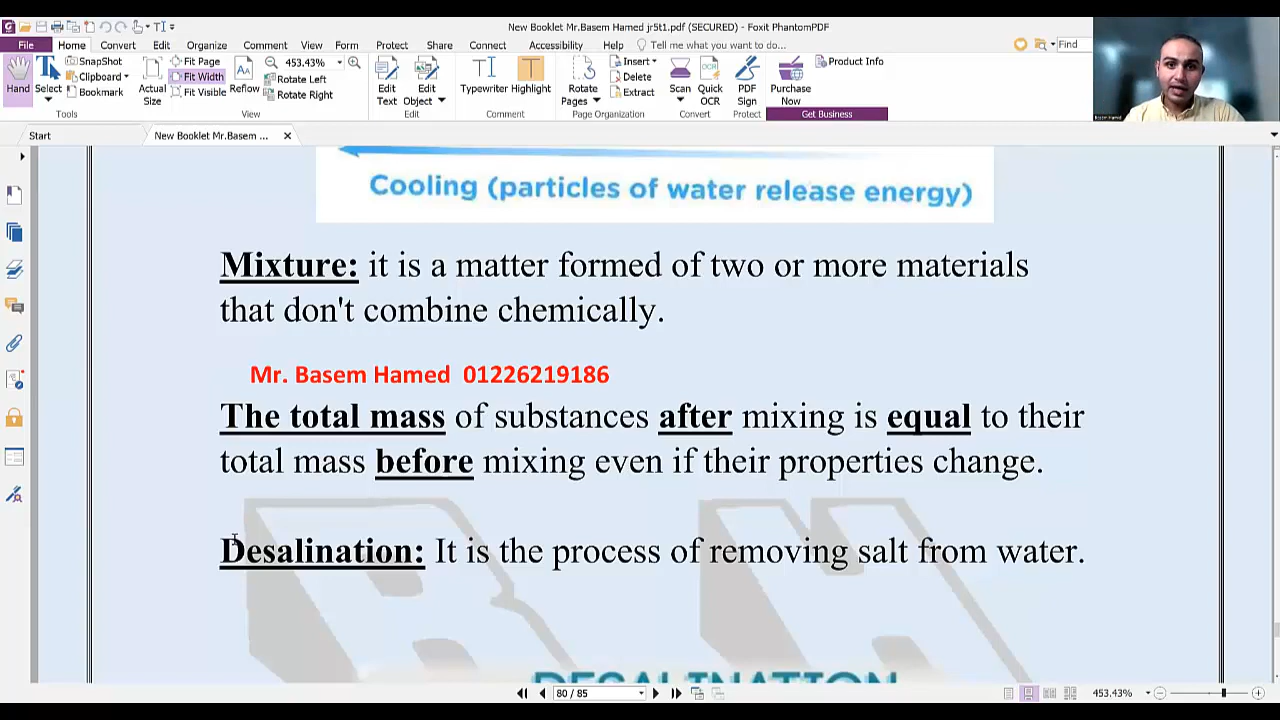 New Booklet Mr.Basem Hamed jr5t1.pdf (SECURED) - Foxit PhantomPDF
File Home Convert Edit Organize Comment View Form Protect Share Connect Accessibility Help Tell me what you want to do... Find
Hand
Select
SnapShot
Clipboard
Bookmark
Tools
Actual Size
Fit Page
Fit Width
Fit Visible
Reflow
453.43%
Rotate Left
Rotate Right
View
Edit Text
Edit Object
Edit
Typewriter
Highlight
Comment
Rotate Pages
Insert
Delete
Extract
Page Organization
Scan
Quick OCR
Convert
PDF Sign
Protect
Purchase Now
Product Info
Get Business
Basem Hamed
Start New Booklet Mr.Basem ...
Cooling (particles of water release energy)
Mixture: it is a matter formed of two or more materials
that don't combine chemically.
Mr. Basem Hamed 01226219186
The total mass of substances after mixing is equal to their
total mass before mixing even if their properties change.
Desalination: It is the process of removing salt from water.
DESALINATION
80 / 85
453.43%